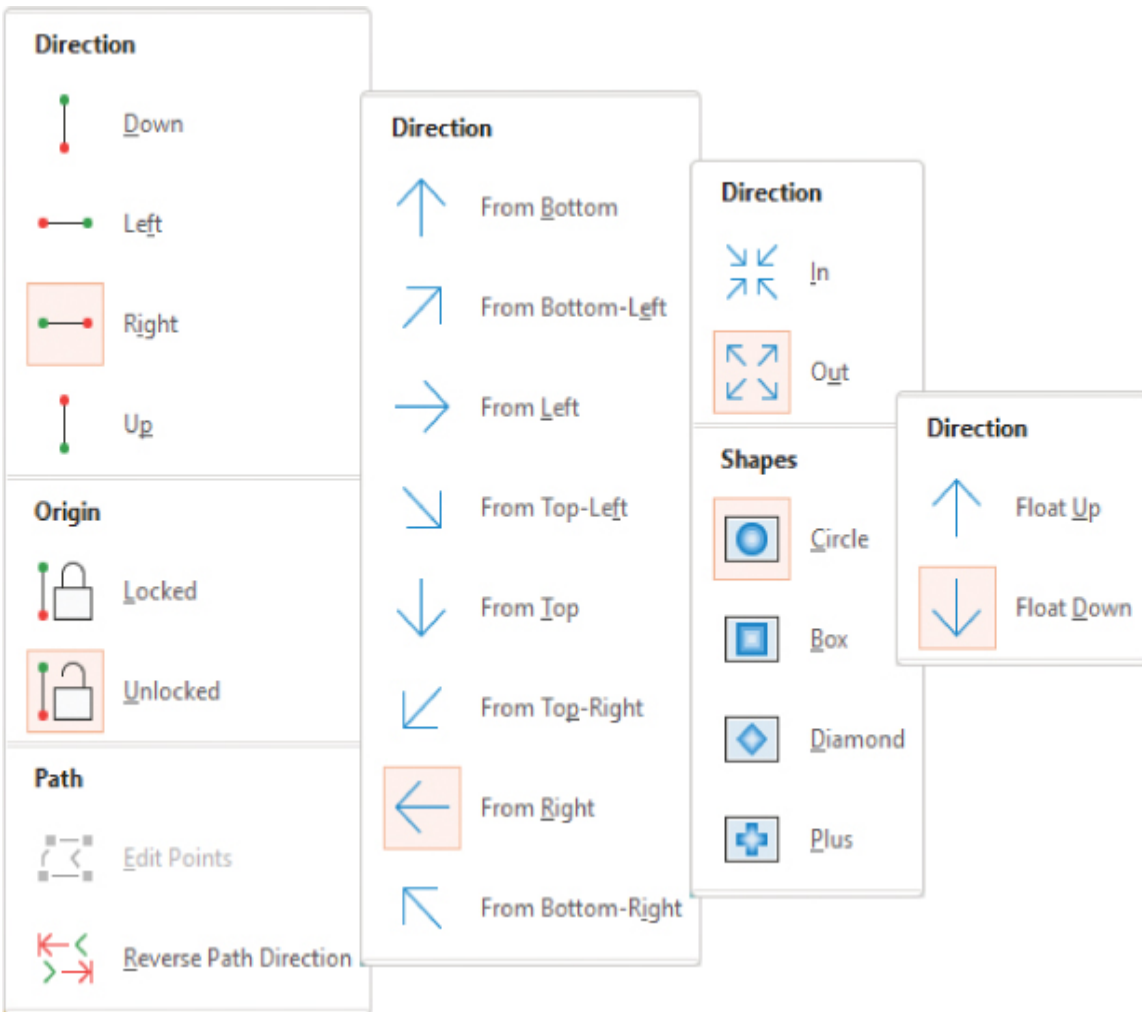 Direction
Down
Left
Right
Up
Origin
Locked
Unlocked
Path
Edit Points
Reverse Path Direction
Direction
From Bottom
From Bottom-Left
From Left
From Top-Left
From Top
From Top-Right
From Right
From Bottom-Right
Direction
In
Out
Shapes
Circle
Box
Diamond
Plus
Direction
Float Up
Float Down